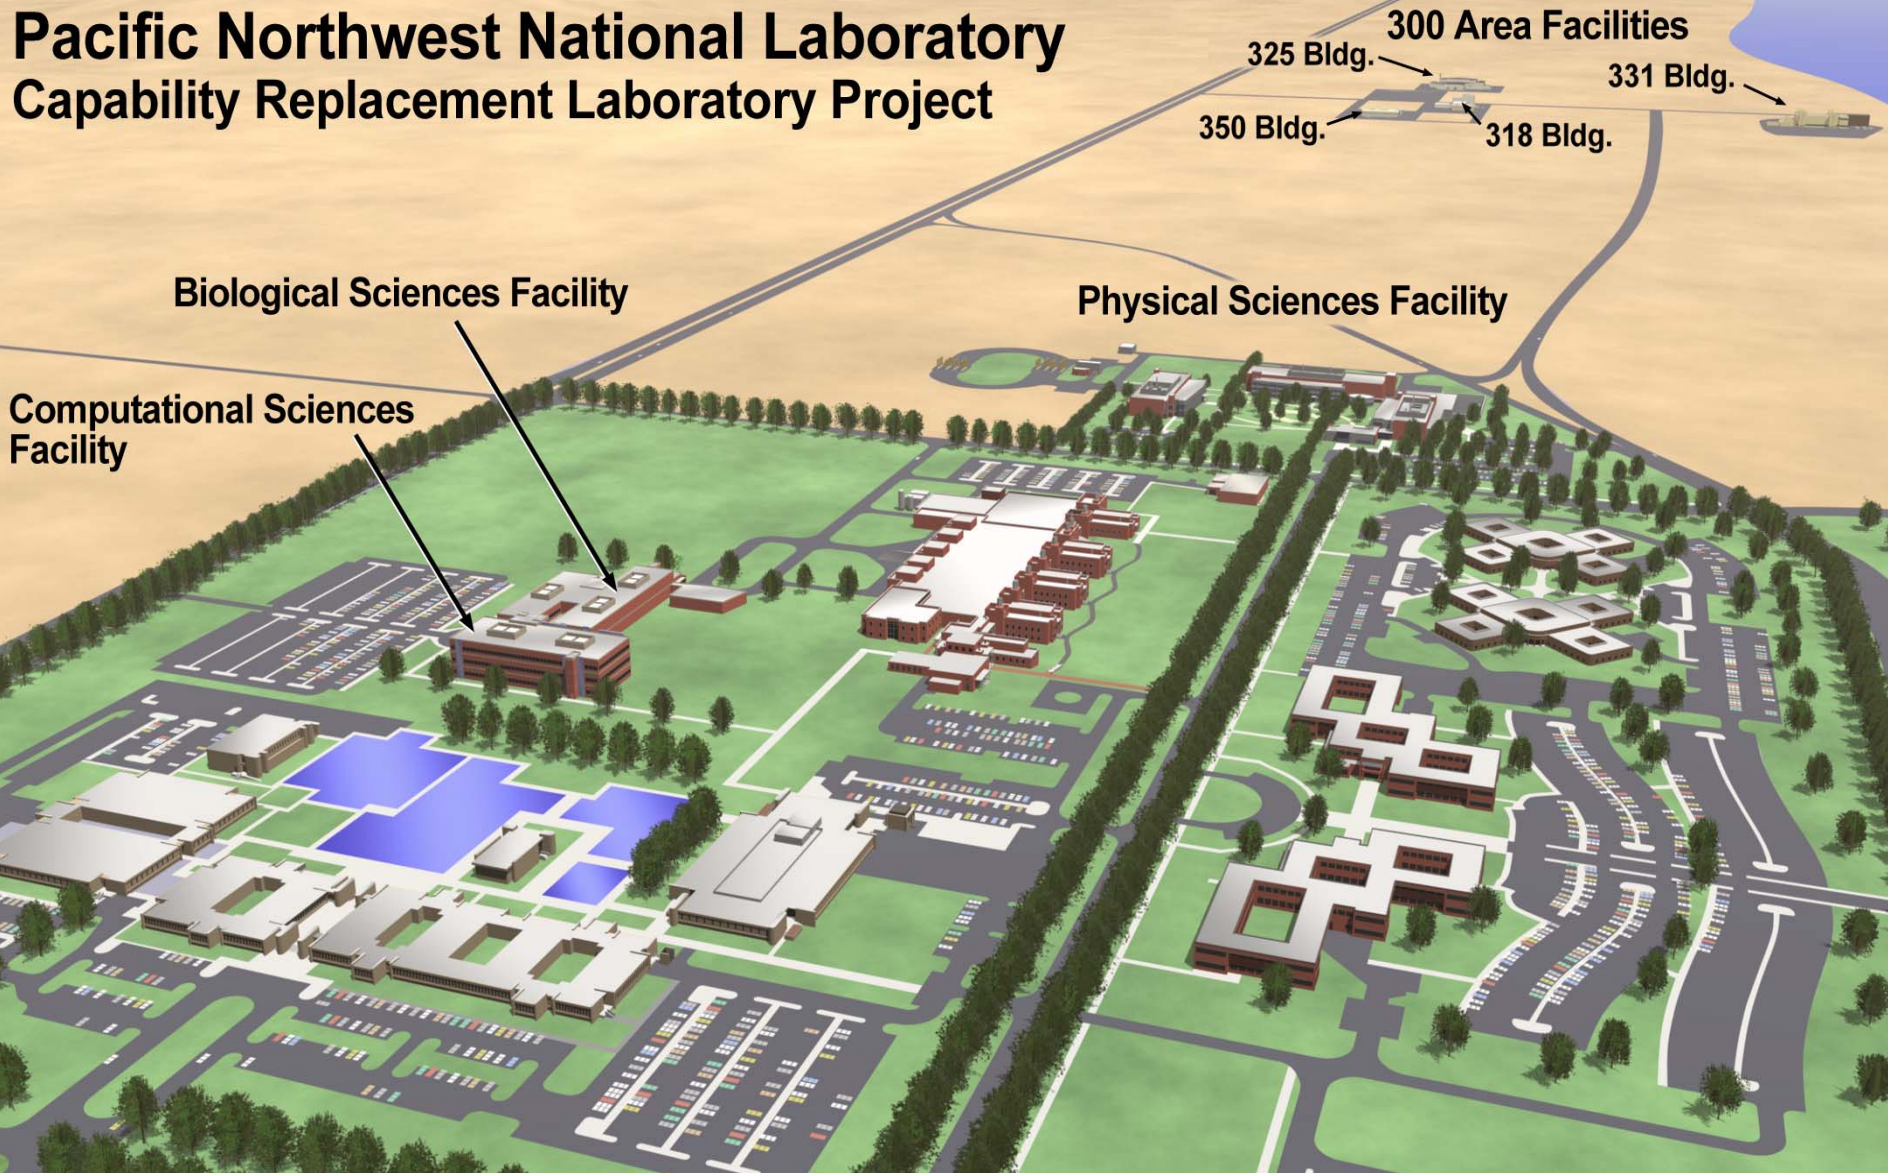 Pacific Northwest National Laboratory
Capability Replacement Laboratory Project
300 Area Facilities
325 Bldg.
331 Bldg.
350 Bldg.
318 Bldg.
Biological Sciences Facility
Physical Sciences Facility
Computational Sciences
Facility